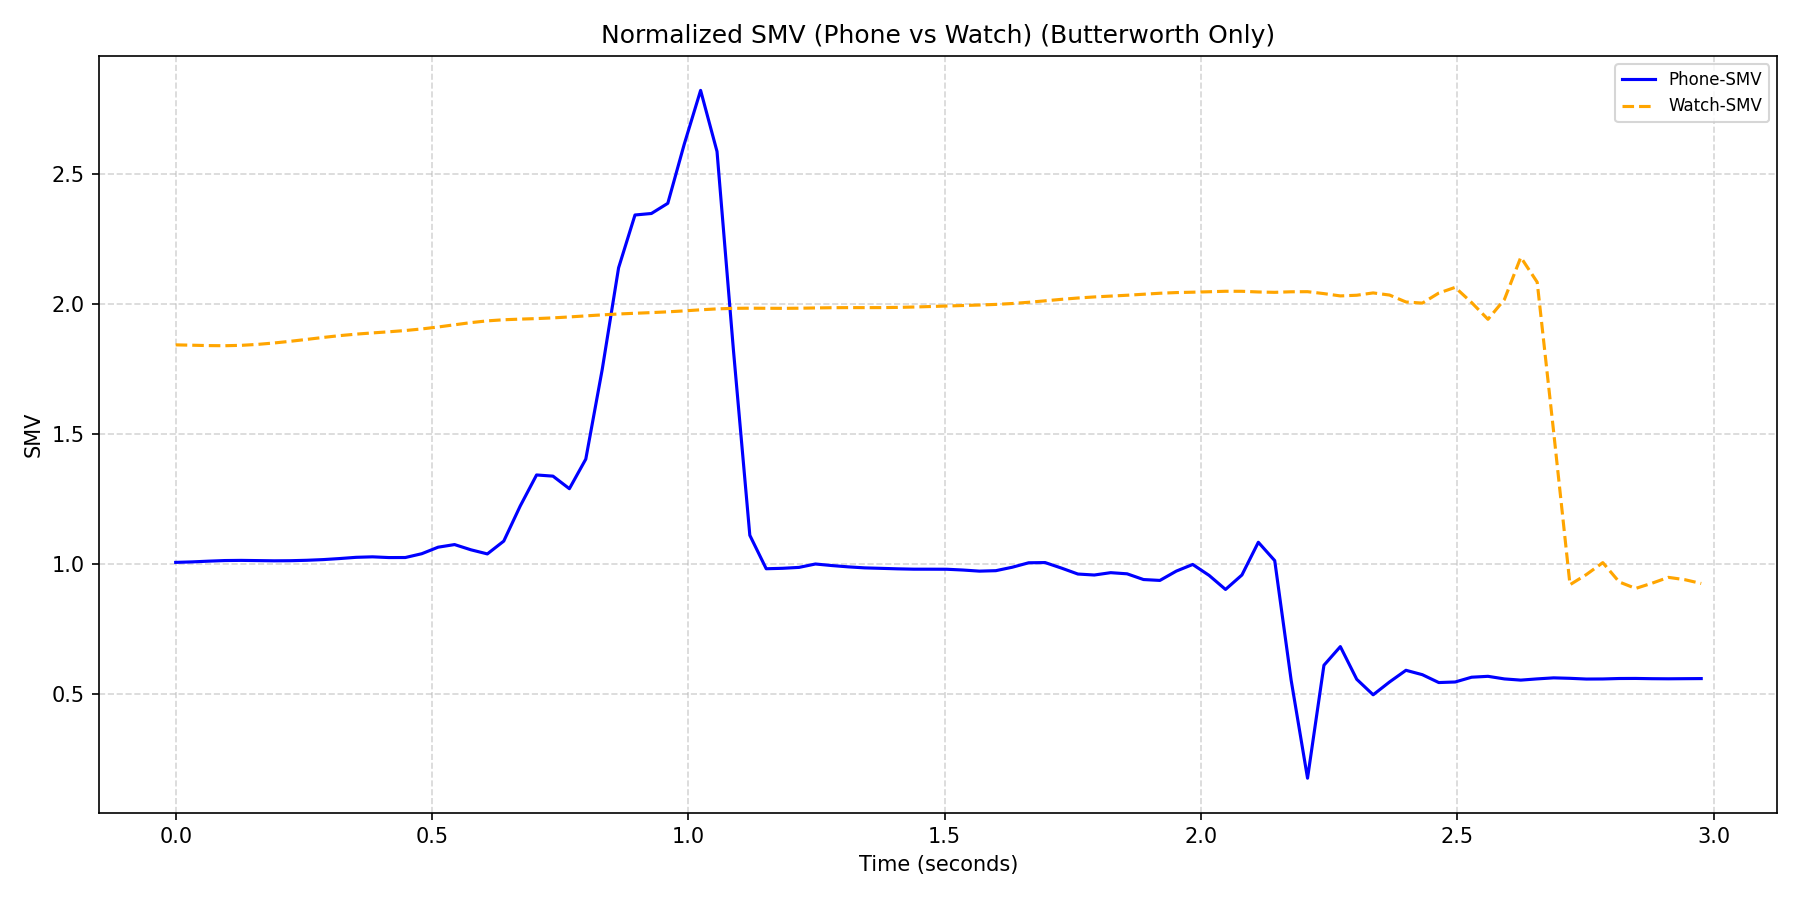 Normalized SMV (Phone vs Watch) (Butterworth Only)
Phone-SMV
Watch-SMV
SMV
2.5
2.0
1.5
1.0
0.5
0.0 0.5 1.0 1.5 2.0 2.5 3.0
Time (seconds)